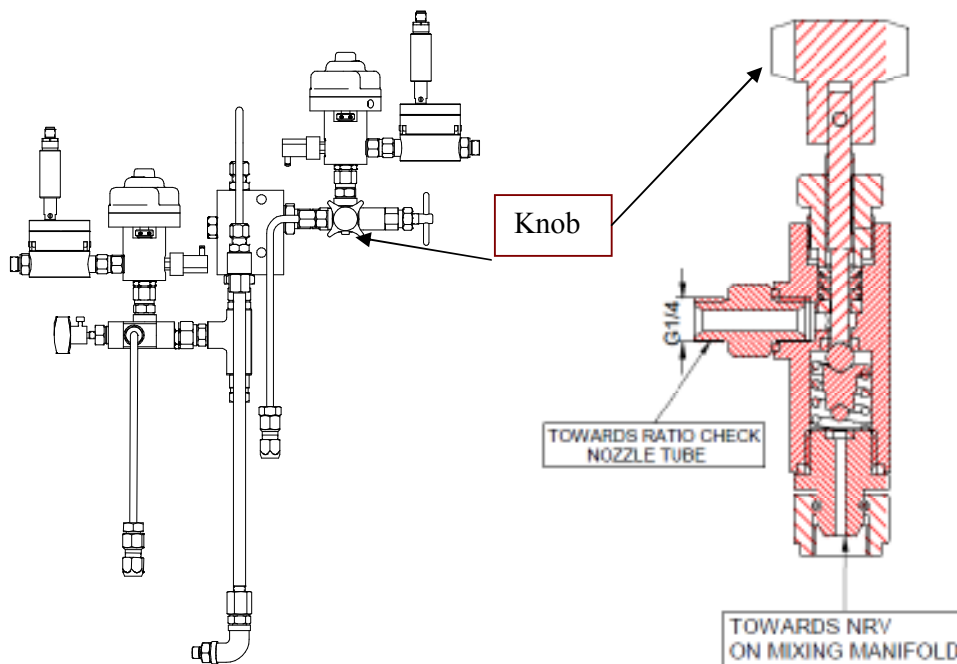 Knob
G1/4
TOWARDS RATIO CHECK
NOZZLE TUBE
TOWARDS NRV
ON MIXING MANIFOLD